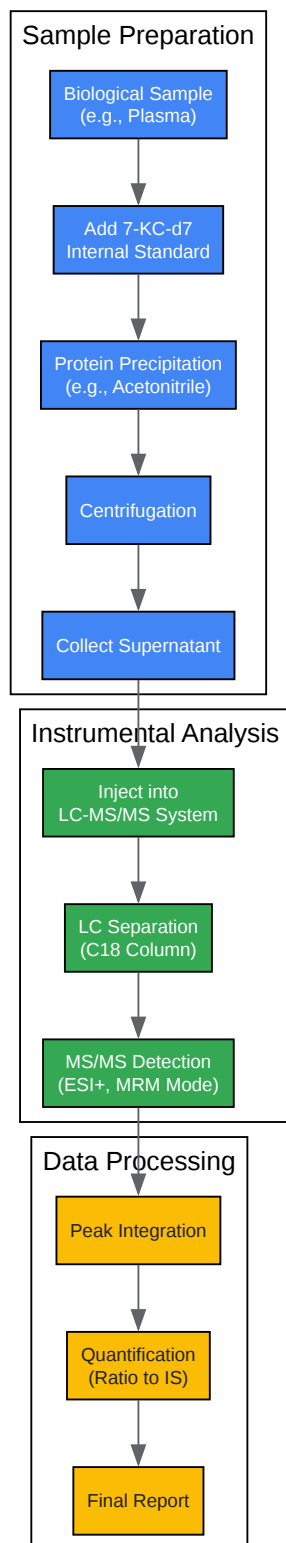 Sample Preparation
Biological Sample
(e.g., Plasma)
Add 7-KC-d7
Internal Standard
Protein Precipitation
(e.g., Acetonitrile)
Centrifugation
Collect Supernatant
Instrumental Analysis
Inject into
LC-MS/MS System
LC Separation
(C18 Column)
MS/MS Detection
(ESI+, MRM Mode)
Data Processing
Peak Integration
Quantification
(Ratio to IS)
Final Report